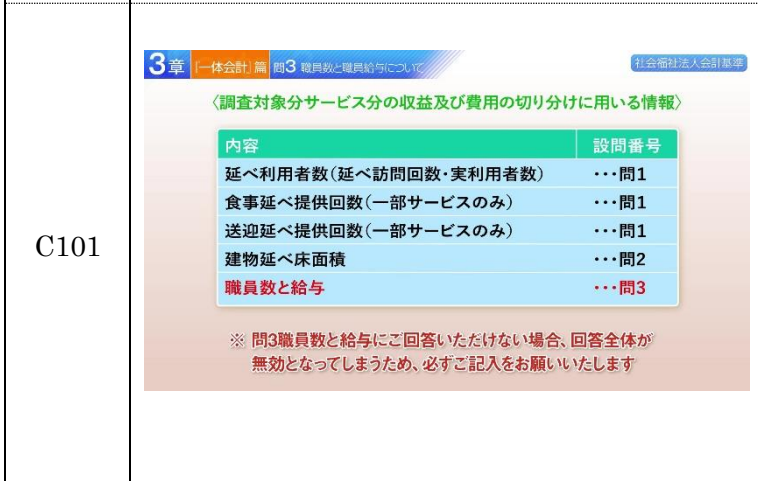 C101
3章 「一体会計」篇 問3 職員数と職員給与について
社会福祉法人会計基準
〈調査対象分サービス分の収益及び費用の切り分けに用いる情報〉
内容 設問番号
延べ利用者数(延べ訪問回数・実利用者数) ・・・問1
食事延べ提供回数(一部サービスのみ) ・・・問1
送迎延べ提供回数(一部サービスのみ) ・・・問1
建物延べ床面積 ・・・問2
職員数と給与 ・・・問3
※ 問3職員数と給与にご回答いただけない場合、回答全体が
無効となってしまうため、必ずご記入をお願いいたします